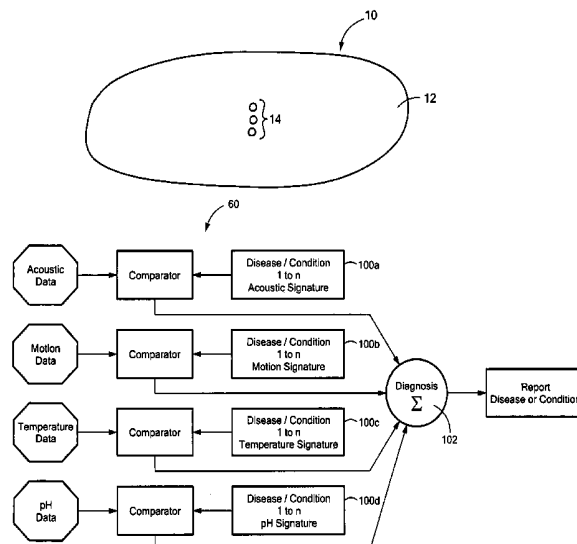 10
12
14
60
Acoustic
Data
Comparator
Disease / Condition
1 to n
Acoustic Signature
100a
Motion
Data
Comparator
Disease / Condition
1 to n
Motion Signature
100b
Diagnosis
Σ
102
Report
Disease or Condition
Temperature
Data
Comparator
Disease / Condition
1 to n
Temperature Signature
100c
pH
Data
Comparator
Disease / Condition
1 to n
pH Signature
100d